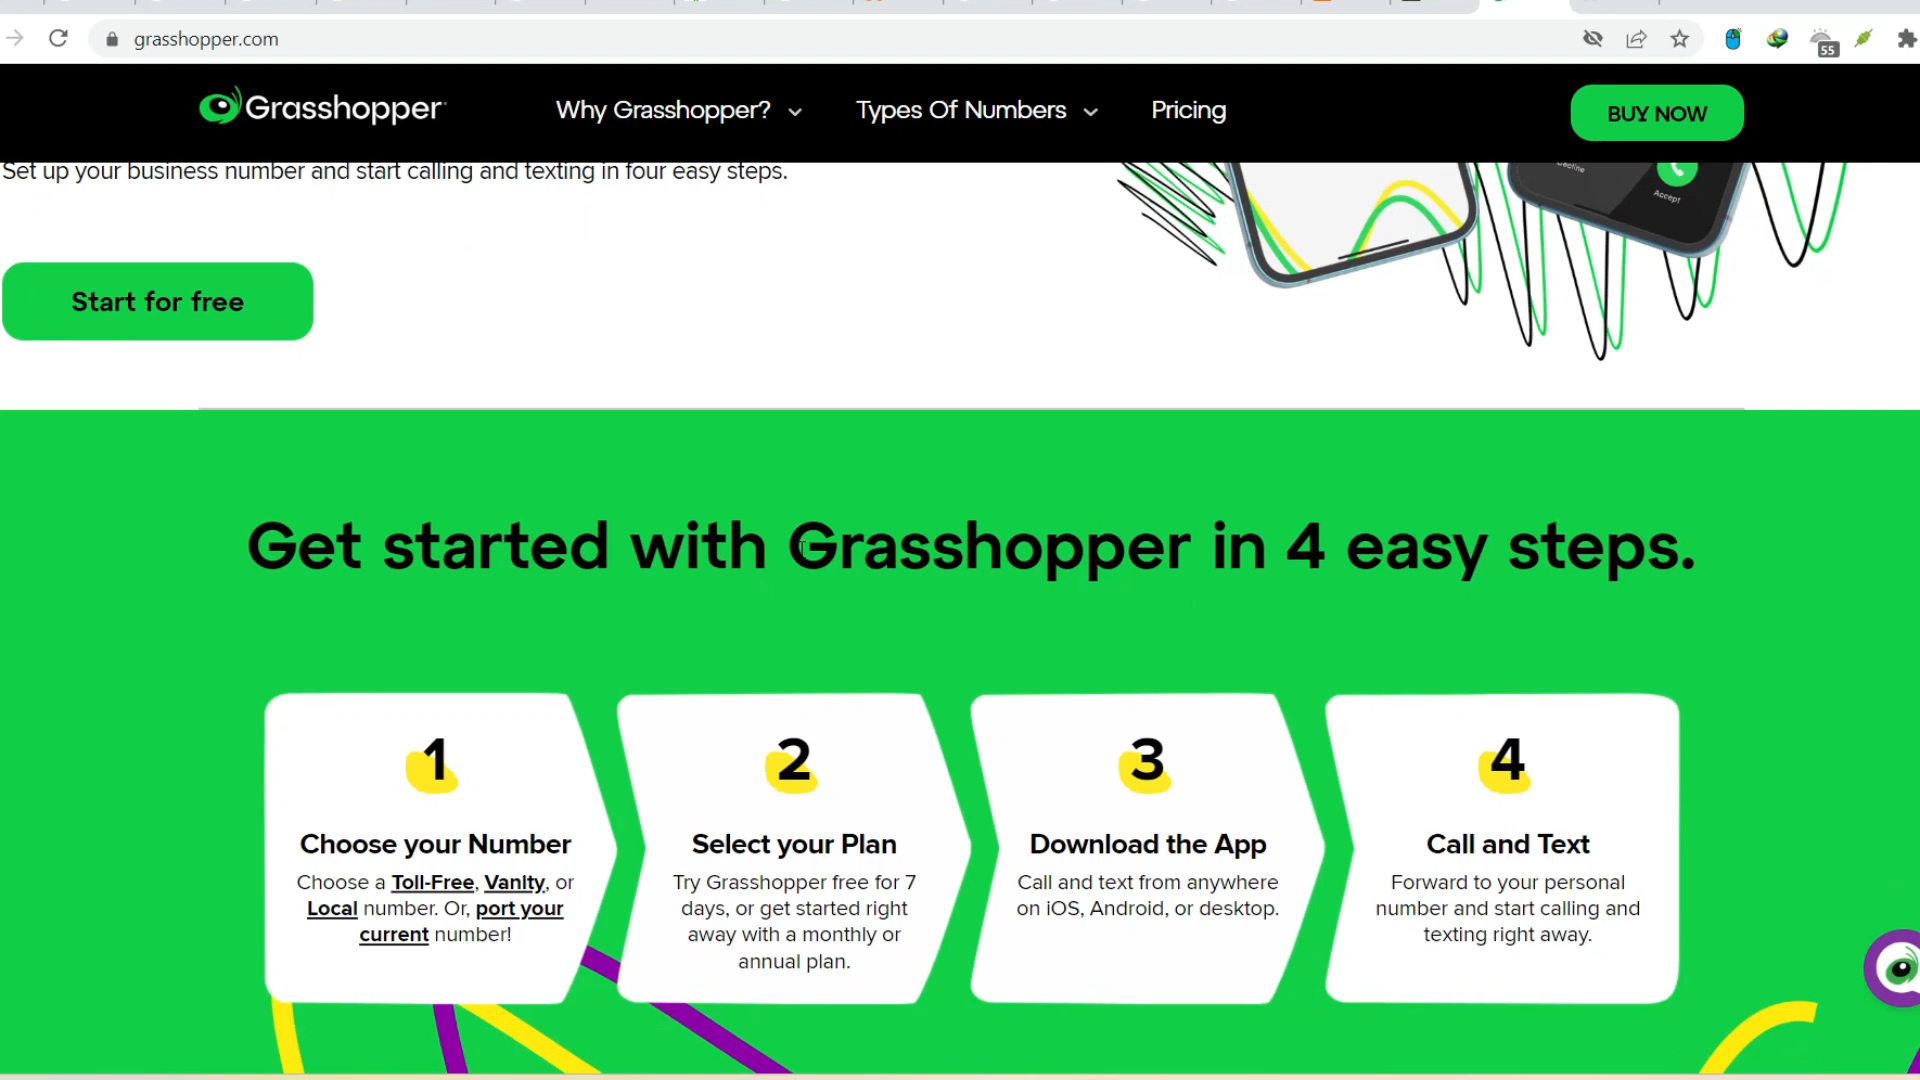 grasshopper.com
55
Grasshopper
Why Grasshopper?
Types Of Numbers
Pricing
BUY NOW
Set up your business number and start calling and texting in four easy steps.
Decline
Accept
Start for free
Get started with Grasshopper in 4 easy steps.
1
Choose your Number
Choose a Toll-Free, Vanity, or
Local number. Or, port your
current number!
2
Select your Plan
Try Grasshopper free for 7
days, or get started right
away with a monthly or
annual plan.
3
Download the App
Call and text from anywhere
on iOS, Android, or desktop.
4
Call and Text
Forward to your personal
number and start calling and
texting right away.